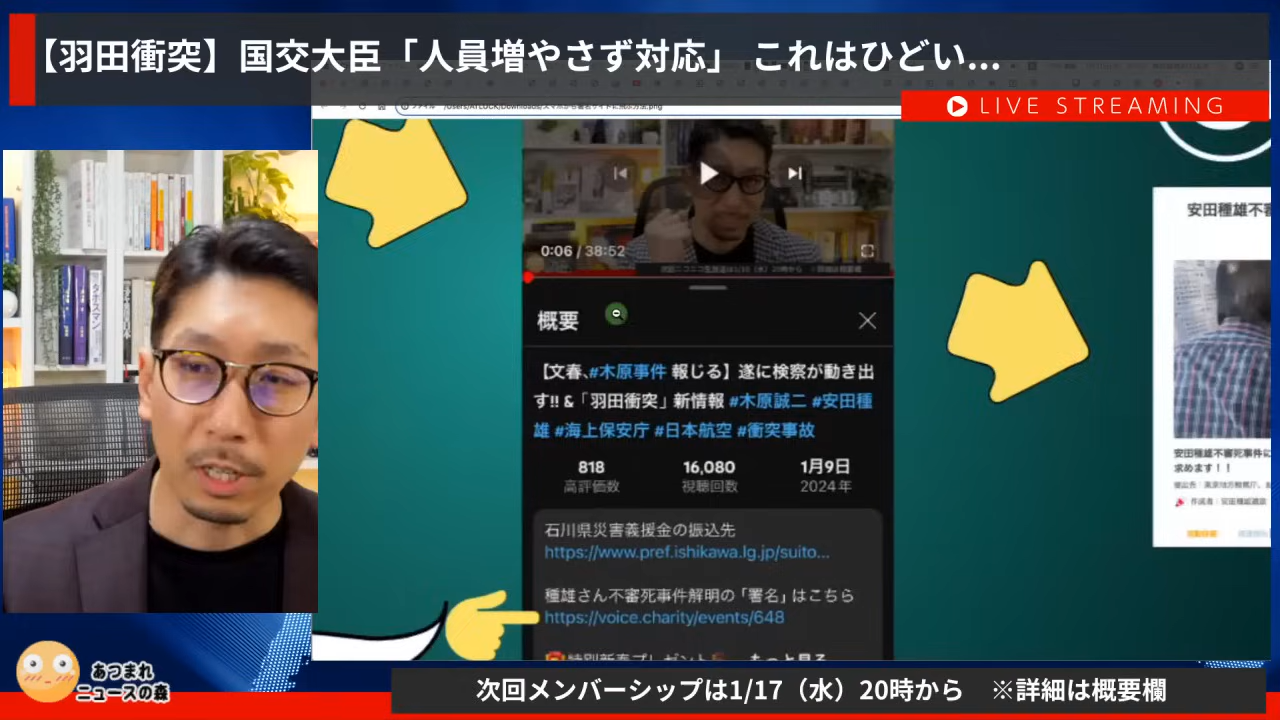 【羽田衝突】国交大臣「人員増やさず対応」 これはひどい...
LIVE STREAMING
0:06 / 38:52
概要
【文春、#木原事件 報じる】遂に検察が動き出
す!! &「羽田衝突」新情報 #木原誠二 #安田種
雄 #海上保安庁 #日本航空 #衝突事故
818
高評価数
16,080
視聴回数
1月9日
2024年
石川県災害義援金の振込先
https://www.pref.ishikawa.lg.jp/suito...
種雄さん不審死事件解明の「署名」はこちら
https://voice.charity/events/648
安田種雄不
安田種雄不審死事件に
求めます！！
あつまれ
ニュースの森
次回メンバーシップは1/17（水）20時から ※詳細は概要欄